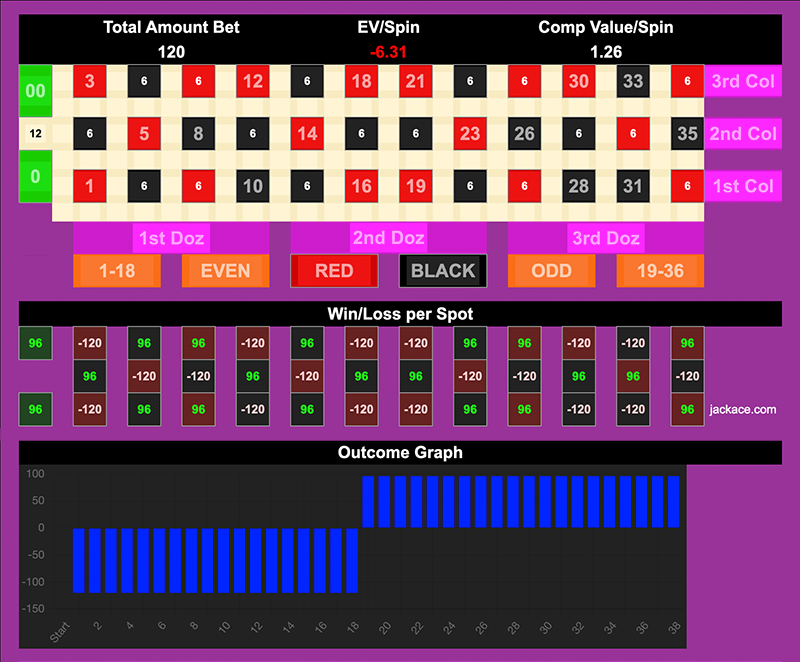 Total Amount Bet EV/Spin Comp Value/Spin
120 -6.31 1.26
00 3 6 6 12 6 18 21 6 6 30 33 6 3rd Col
12 6 5 8 6 14 6 6 23 26 6 6 35 2nd Col
0 1 6 6 10 6 16 19 6 6 28 31 6 1st Col
1st Doz 2nd Doz 3rd Doz
1-18 EVEN RED BLACK ODD 19-36
Win/Loss per Spot
96 -120 96 96 -120 96 -120 -120 96 96 -120 -120 96
96 -120 -120 96 -120 96 96 -120 -120 96 96 -120
96 -120 96 96 -120 96 -120 -120 96 96 -120 -120 96 jackace.com
Outcome Graph
100
50
0
-50
-100
-150
Start 2 4 6 8 10 12 14 16 18 20 22 24 26 28 30 32 34 36 38